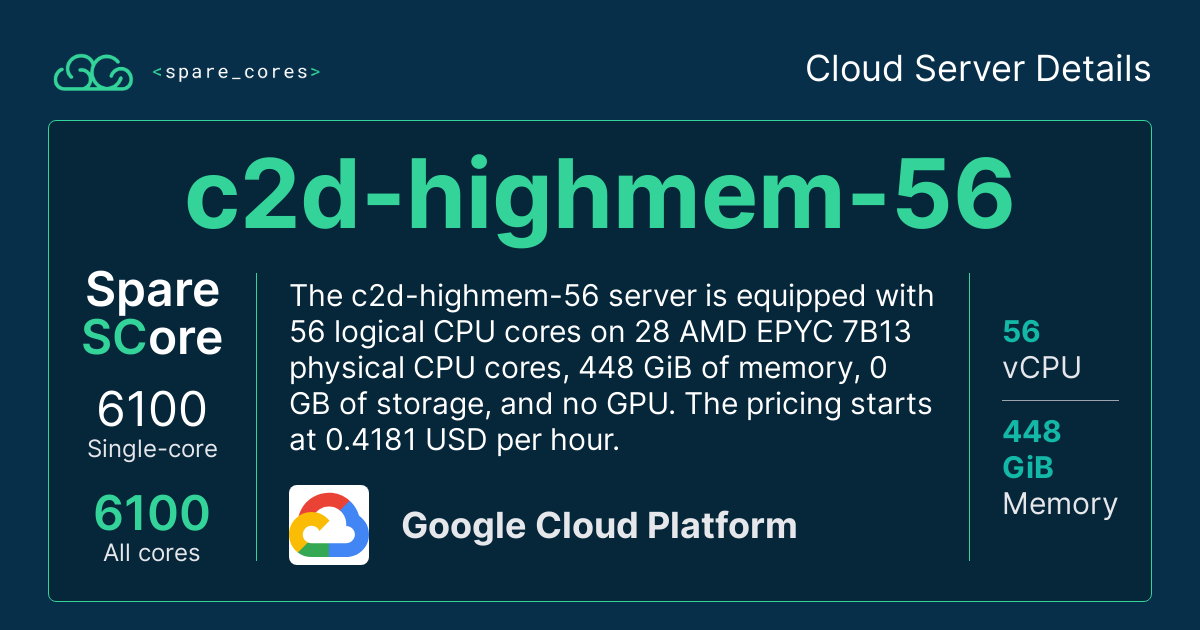 <spare_cores>
Cloud Server Details
c2d-highmem-56
Spare
SCore
6100
Single-core
6100
All cores
The c2d-highmem-56 server is equipped with
56 logical CPU cores on 28 AMD EPYC 7B13
physical CPU cores, 448 GiB of memory, 0
GB of storage, and no GPU. The pricing starts
at 0.4181 USD per hour.
Google Cloud Platform
56
vCPU
448
GiB
Memory